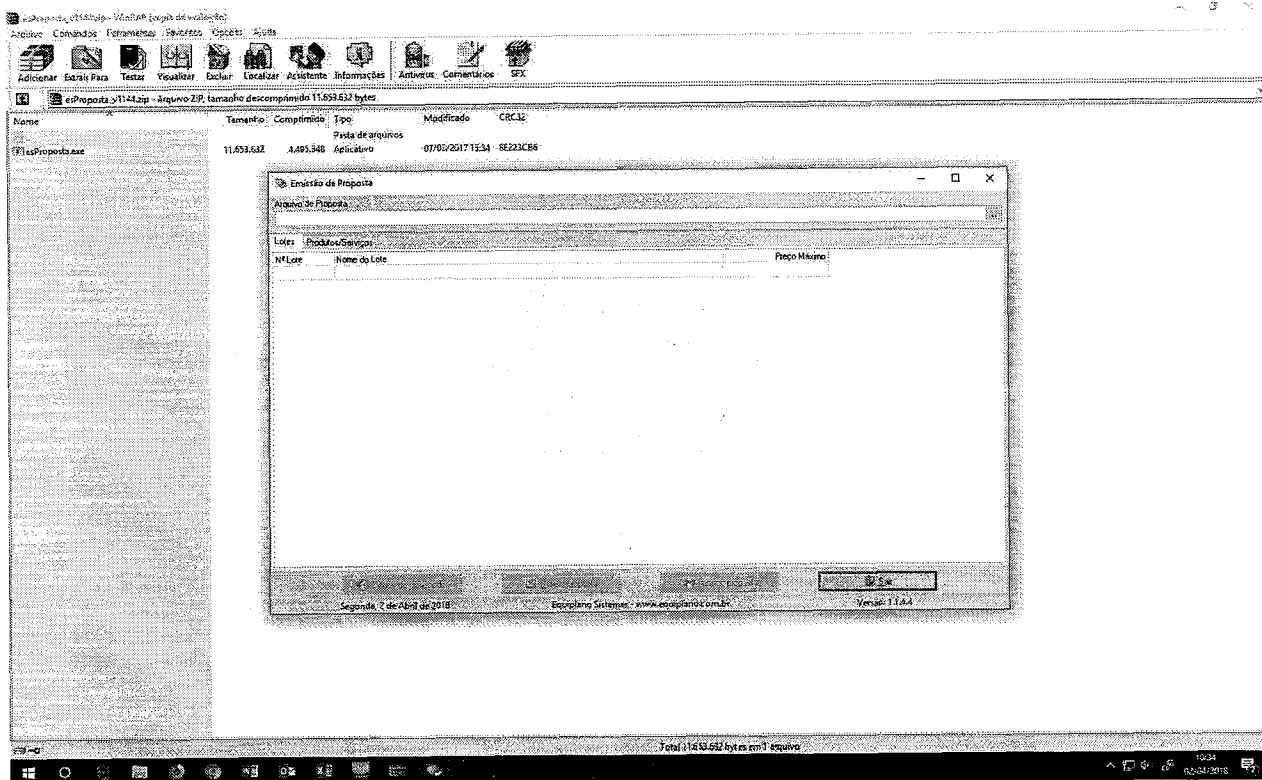 esProposta_v1144.zip - WinRAR (cópia de avaliação)
Arquivo Comandos Ferramentas Favoritos Opções Ajuda
Adicionar Extrair Para Testar Visualizar Excluir Localizar Assistente Informações Antivírus Comentários SFX
esProposta_v1144.zip - Arquivo ZIP, tamanho descomprimido 11.653.632 bytes
Nome Tamanho Comprimido Tipo Modificado CRC32
Pasta de arquivos
esProposta.exe 11.653.632 4.493.548 Aplicativo 07/03/2017 15:34 8E223CB6
Emissão de Proposta
Arquivo de Proposta
Lotes Produtos/Serviços
Nº Lote Nome do Lote Preço Máximo
Sair
Segunda, 2 de Abril de 2018 Equiplano Sistemas - www.equiplano.com.br Versão: 1.1.4.4
Total 11.653.632 bytes em 1 arquivo
10:34
02/04/2018